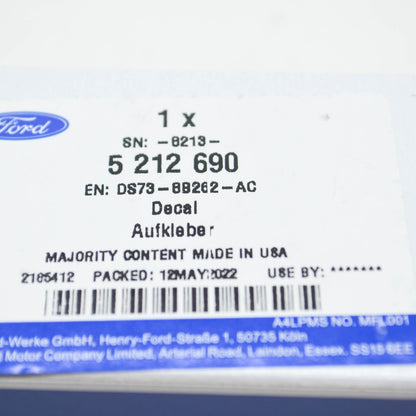 Ford
1 x
SN: -8213-
5 212 690
EN: DS73-8B262-AC
Decal
Aufkleber
MAJORITY CONTENT MADE IN USA
2185412 PACKED: 12MAY2022 USE BY: *******
A4LPMS NO. MFL001
d-Werke GmbH, Henry-Ford-Straße 1, 50735 Köln
Motor Company Limited, Arterial Road, Laindon, Essex. SS15 6EE